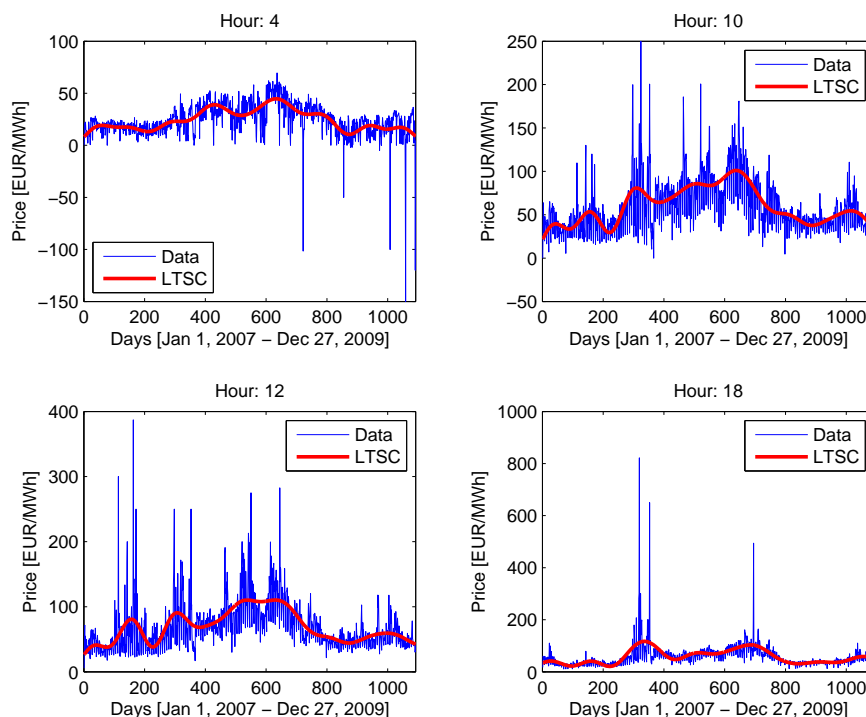 Hour: 4
Price [EUR/MWh]
100
50
0
−50
−100
−150
Data
LTSC
0 200 400 600 800 1000
Days [Jan 1, 2007 − Dec 27, 2009]
Hour: 10
Price [EUR/MWh]
250
200
150
100
50
0
−50
Data
LTSC
0 200 400 600 800 1000
Days [Jan 1, 2007 − Dec 27, 2009]
Hour: 12
Price [EUR/MWh]
400
300
200
100
0
Data
LTSC
0 200 400 600 800 1000
Days [Jan 1, 2007 − Dec 27, 2009]
Hour: 18
Price [EUR/MWh]
1000
800
600
400
200
0
Data
LTSC
0 200 400 600 800 1000
Days [Jan 1, 2007 − Dec 27, 2009]